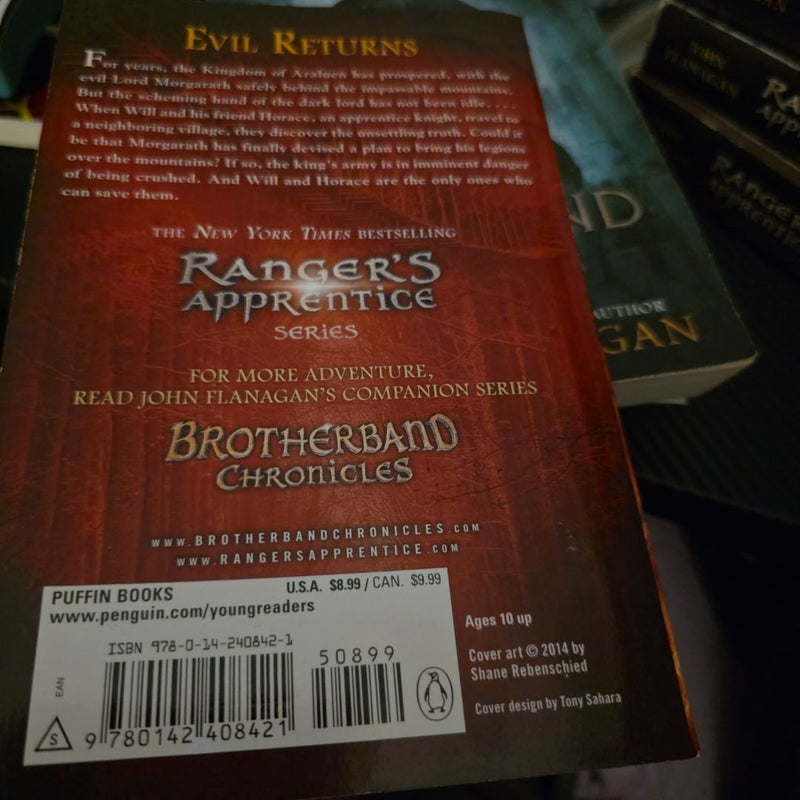 EVIL RETURNS
For years, the Kingdom of Araluen has prospered, with the
evil Lord Morgarath safely behind the impassable mountains.
But the scheming hand of the dark lord has not been idle....
When Will and his friend Horace, an apprentice knight, travel to
a neighboring village, they discover the unsettling truth. Could it
be that Morgarath has finally devised a plan to bring his legions
over the mountains? If so, the king's army is in imminent danger
of being crushed. And Will and Horace are the only ones who
can save them.
THE NEW YORK TIMES BESTSELLING
RANGER'S
APPRENTICE
SERIES
FOR MORE ADVENTURE,
READ JOHN FLANAGAN'S COMPANION SERIES
BROTHERBAND
CHRONICLES
WWW.BROTHERBANDCHRONICLES.COM
WWW.RANGERSAPPRENTICE.COM
PUFFIN BOOKS
U.S.A. $8.99 / CAN. $9.99
www.penguin.com/youngreaders
ISBN 978-0-14-240842-1
50899
EAN
S
9 780142 408421
Ages 10 up
Cover art © 2014 by
Shane Rebenschied
Cover design by Tony Sahara
ND
AUTHOR
GAN
JOHN
FLANAGAN
RANGER
APPREN
RANGER
APPRENTIC